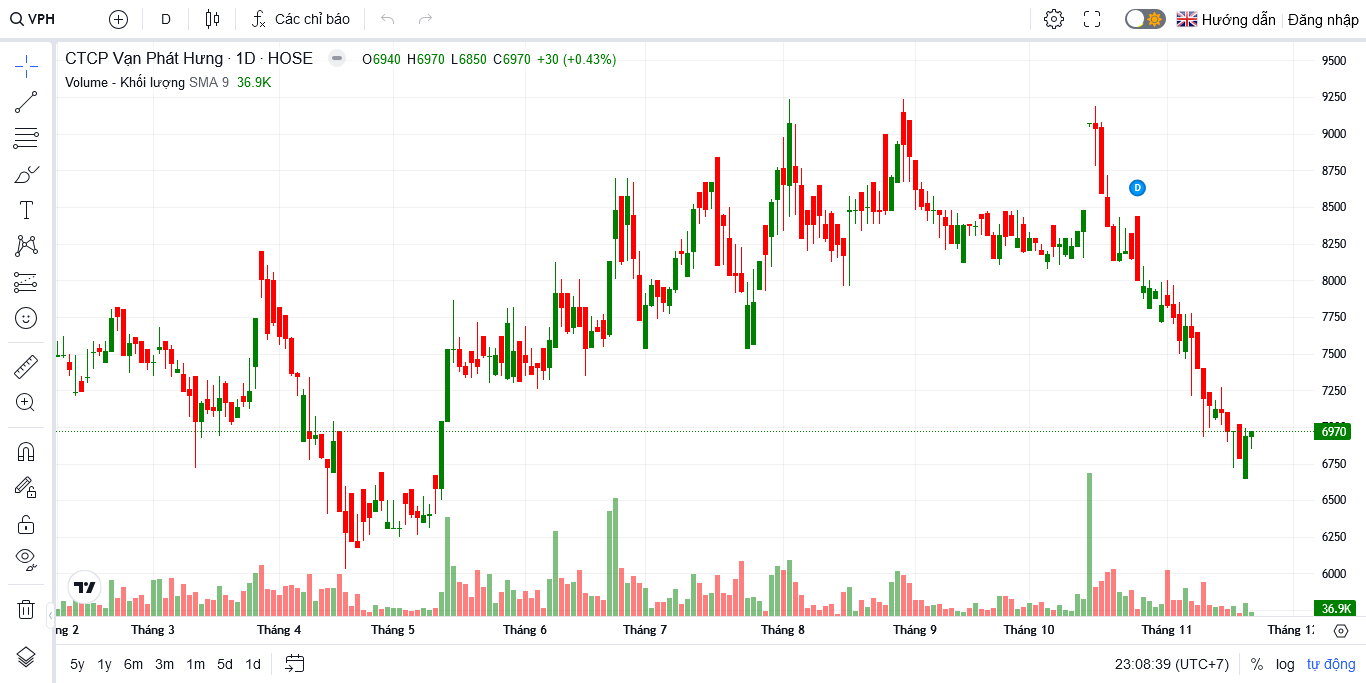 VPH D Các chỉ báo Hướng dẫn Đăng nhập
CTCP Vạn Phát Hưng · 1D · HOSE O6940 H6970 L6850 C6970 +30 (+0.43%)
Volume - Khối lượng SMA 9 36.9K
9500
9250
9000
8750
D
8500
8250
8000
7750
7500
7250
6970
6750
6500
6250
6000
36.9K
ng 2 Tháng 3 Tháng 4 Tháng 5 Tháng 6 Tháng 7 Tháng 8 Tháng 9 Tháng 10 Tháng 11 Tháng 12
5y 1y 6m 3m 1m 5d 1d 23:08:39 (UTC+7) % log tự động